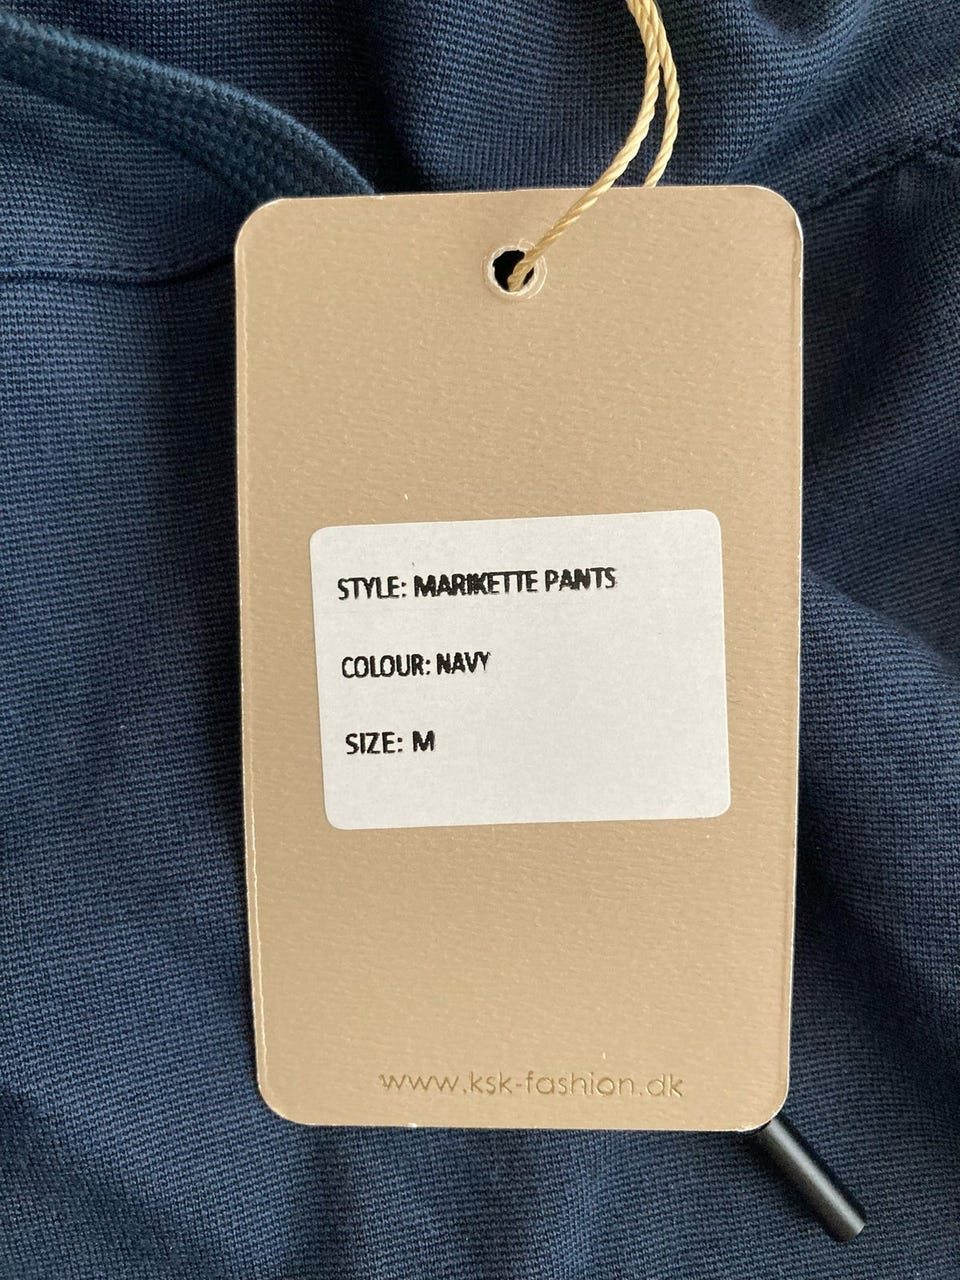 STYLE: MARIKETTE PANTS
COLOUR: NAVY
SIZE: M
www.ksk-fashion.dk